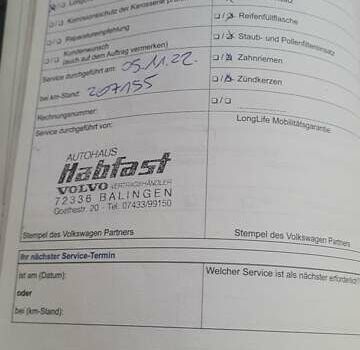 ☐/☐ Korrosionsschutz der Karosserie
☐/☐ Reifenfüllflasche
☐/☐ Reparaturempfehlung
☐/☐ Staub- und Pollenfiltereinsatz
☐/☐ Kundenwunsch
(auch auf dem Auftrag vermerken)
☐/☐ Zahnriemen
Service durchgeführt am: 05.11.22.
☐/☐ Zündkerzen
bei km-Stand: 207155
☐/☐
Rechnungsnummer:
LongLife Mobilitätsgarantie
Service durchgeführt von:
AUTOHAUS
Habfast
VOLVO VERTRAGSHÄNDLER
72336 BALINGEN
Goethestr. 20 - Tel. 07433/99150
Stempel des Volkswagen Partners
Stempel des Volkswagen Partners
Ihr nächster Service-Termin
ist am (Datum):
Welcher Service ist als nächster erforderlich?
oder
bei (km-Stand):